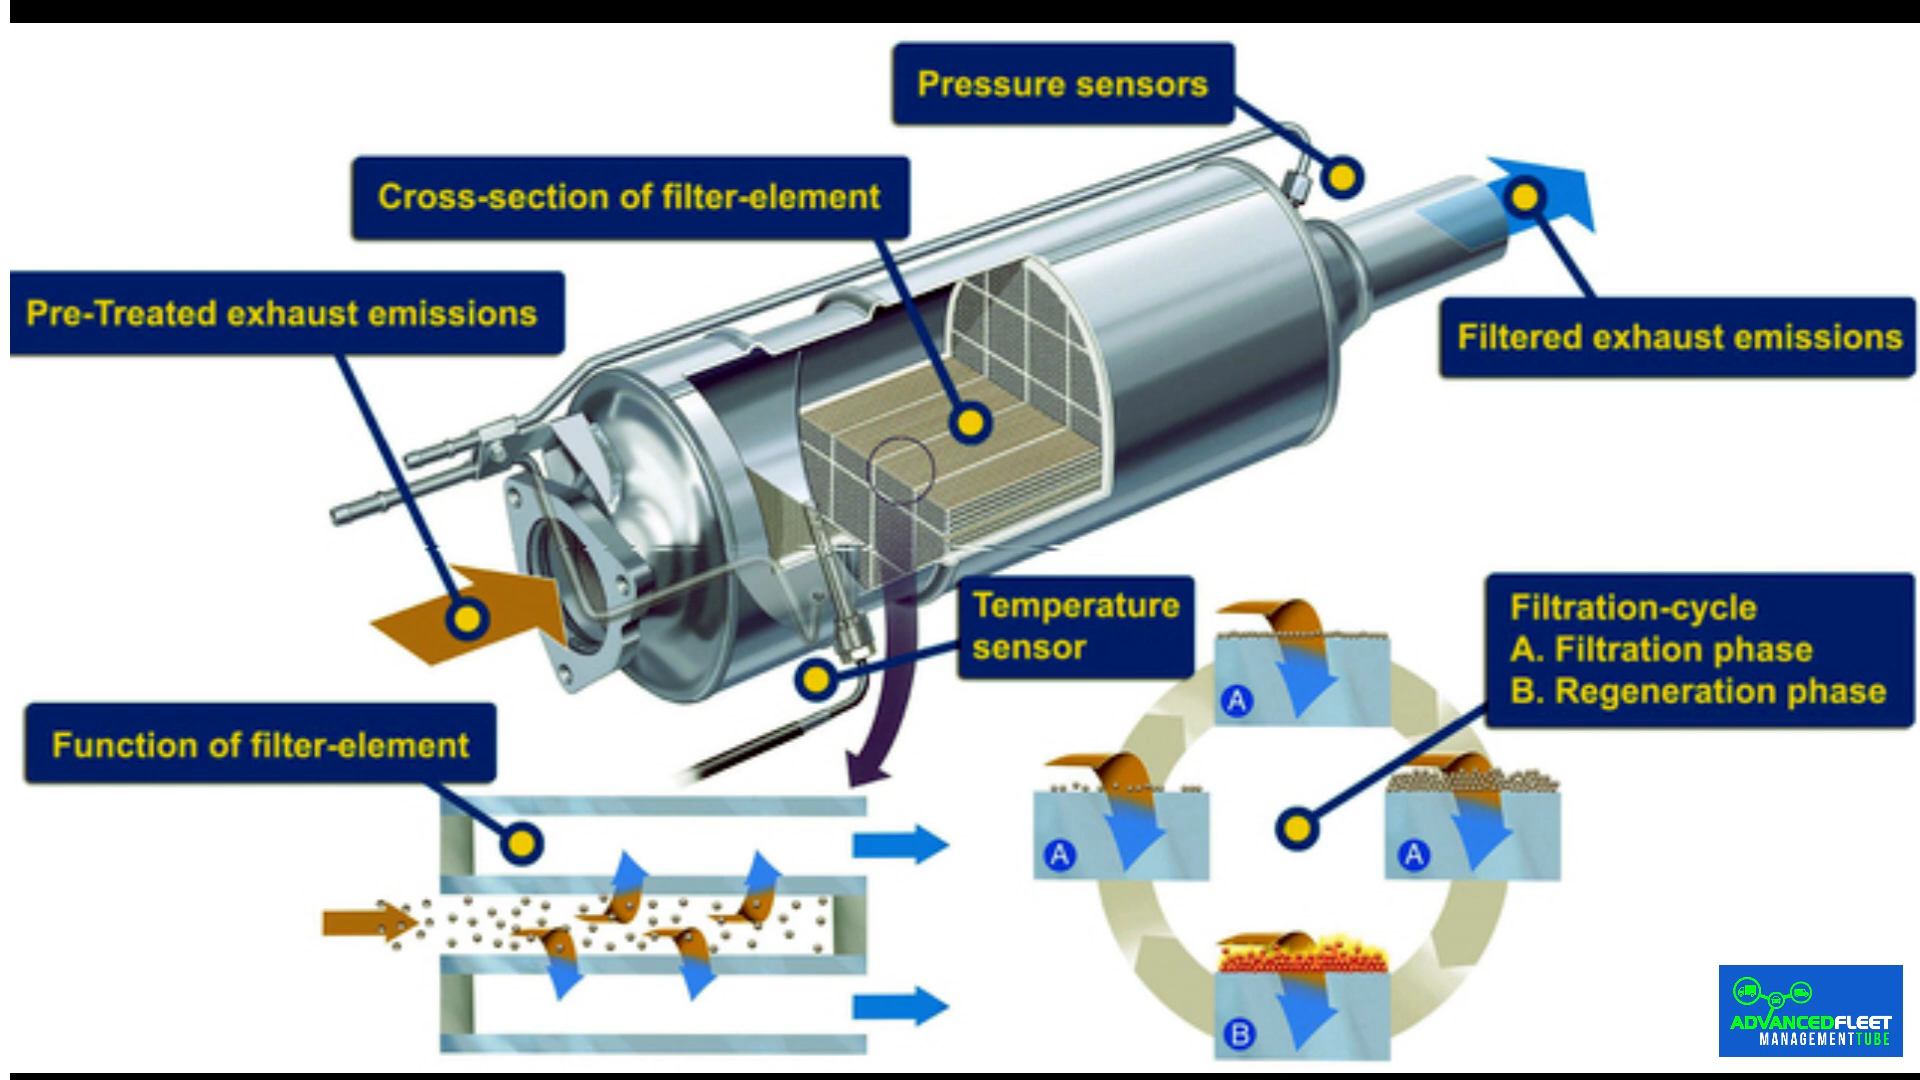 Pressure sensors
Cross-section of filter-element
Pre-Treated exhaust emissions
Filtered exhaust emissions
Temperature
sensor
Filtration-cycle
A. Filtration phase
B. Regeneration phase
Function of filter-element
A
A
A
B
ADVANCEDFLEET
MANAGEMENTTUBE